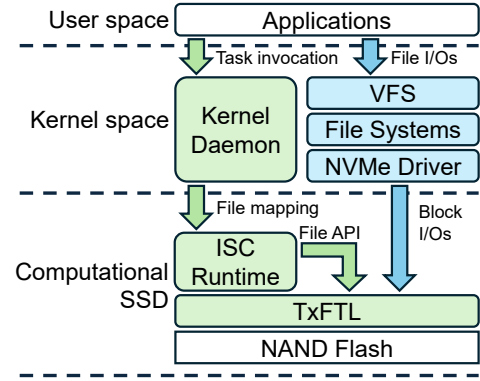 User space
Applications
Task invocation
File I/Os
Kernel space
Kernel
Daemon
VFS
File Systems
NVMe Driver
File mapping
File API
Block
I/Os
Computational
SSD
ISC
Runtime
TxFTL
NAND Flash